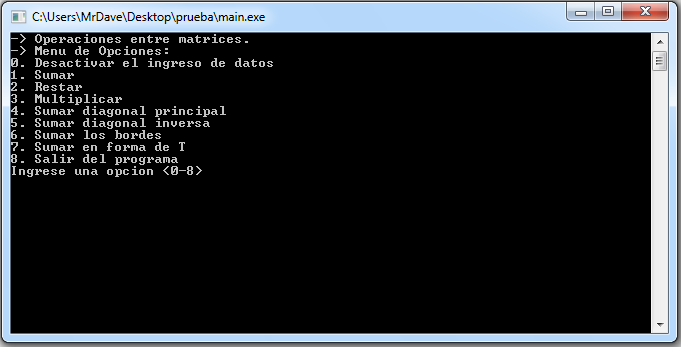 C:\Users\MrDave\Desktop\prueba\main.exe
-> Operaciones entre matrices.
-> Menu de Opciones:
0. Desactivar el ingreso de datos
1. Sumar
2. Restar
3. Multiplicar
4. Sumar diagonal principal
5. Sumar diagonal inversa
6. Sumar los bordes
7. Sumar en forma de T
8. Salir del programa
Ingrese una opcion <0-8>